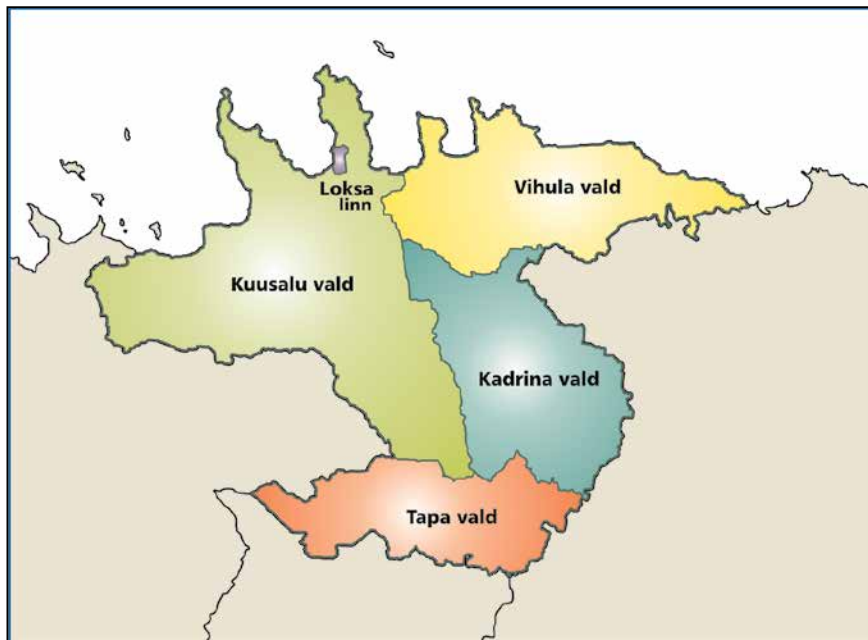 Loksa
linn
Vihula vald
Kuusalu vald
Kadrina vald
Tapa vald